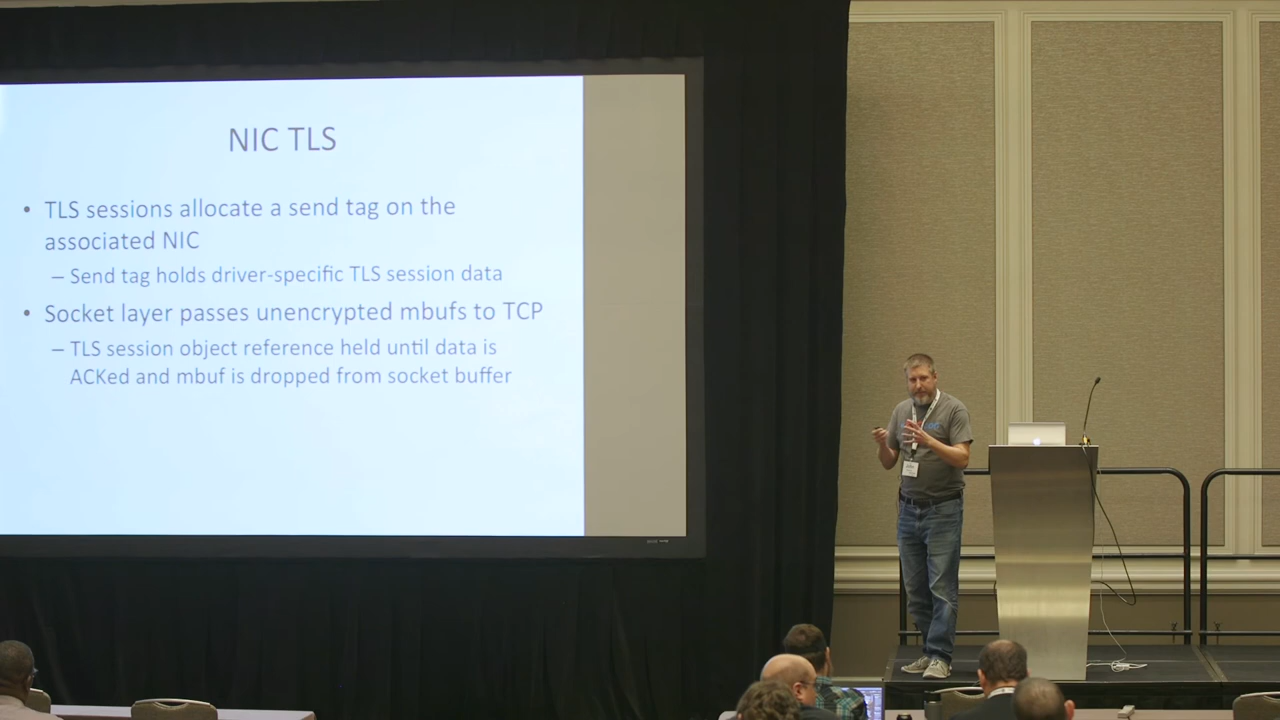 NIC TLS
• TLS sessions allocate a send tag on the
associated NIC
– Send tag holds driver-specific TLS session data
• Socket layer passes unencrypted mbufs to TCP
– TLS session object reference held until data is
ACKed and mbuf is dropped from socket buffer